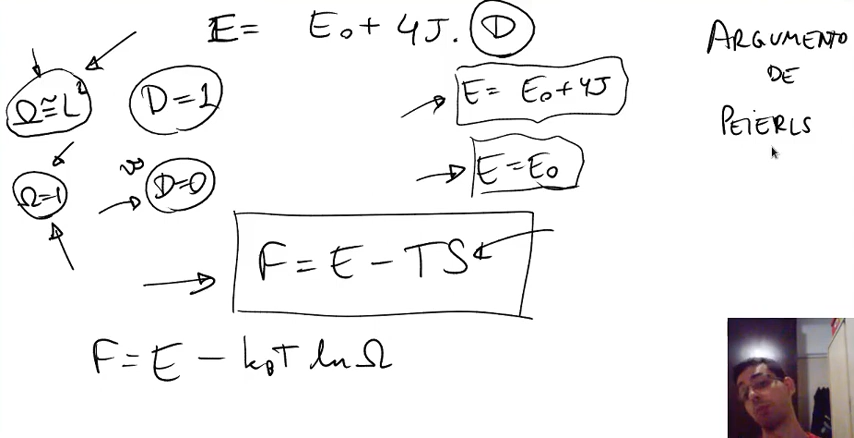 E = E₀ + 4J. D
ARGUMENTO
DE
PEIERLS
Ω ≅ L² D = 1
E = E₀ + 4J
Ω = 1 D = 0
E = E₀
F = E - TS
F = E - k_BT ln Ω